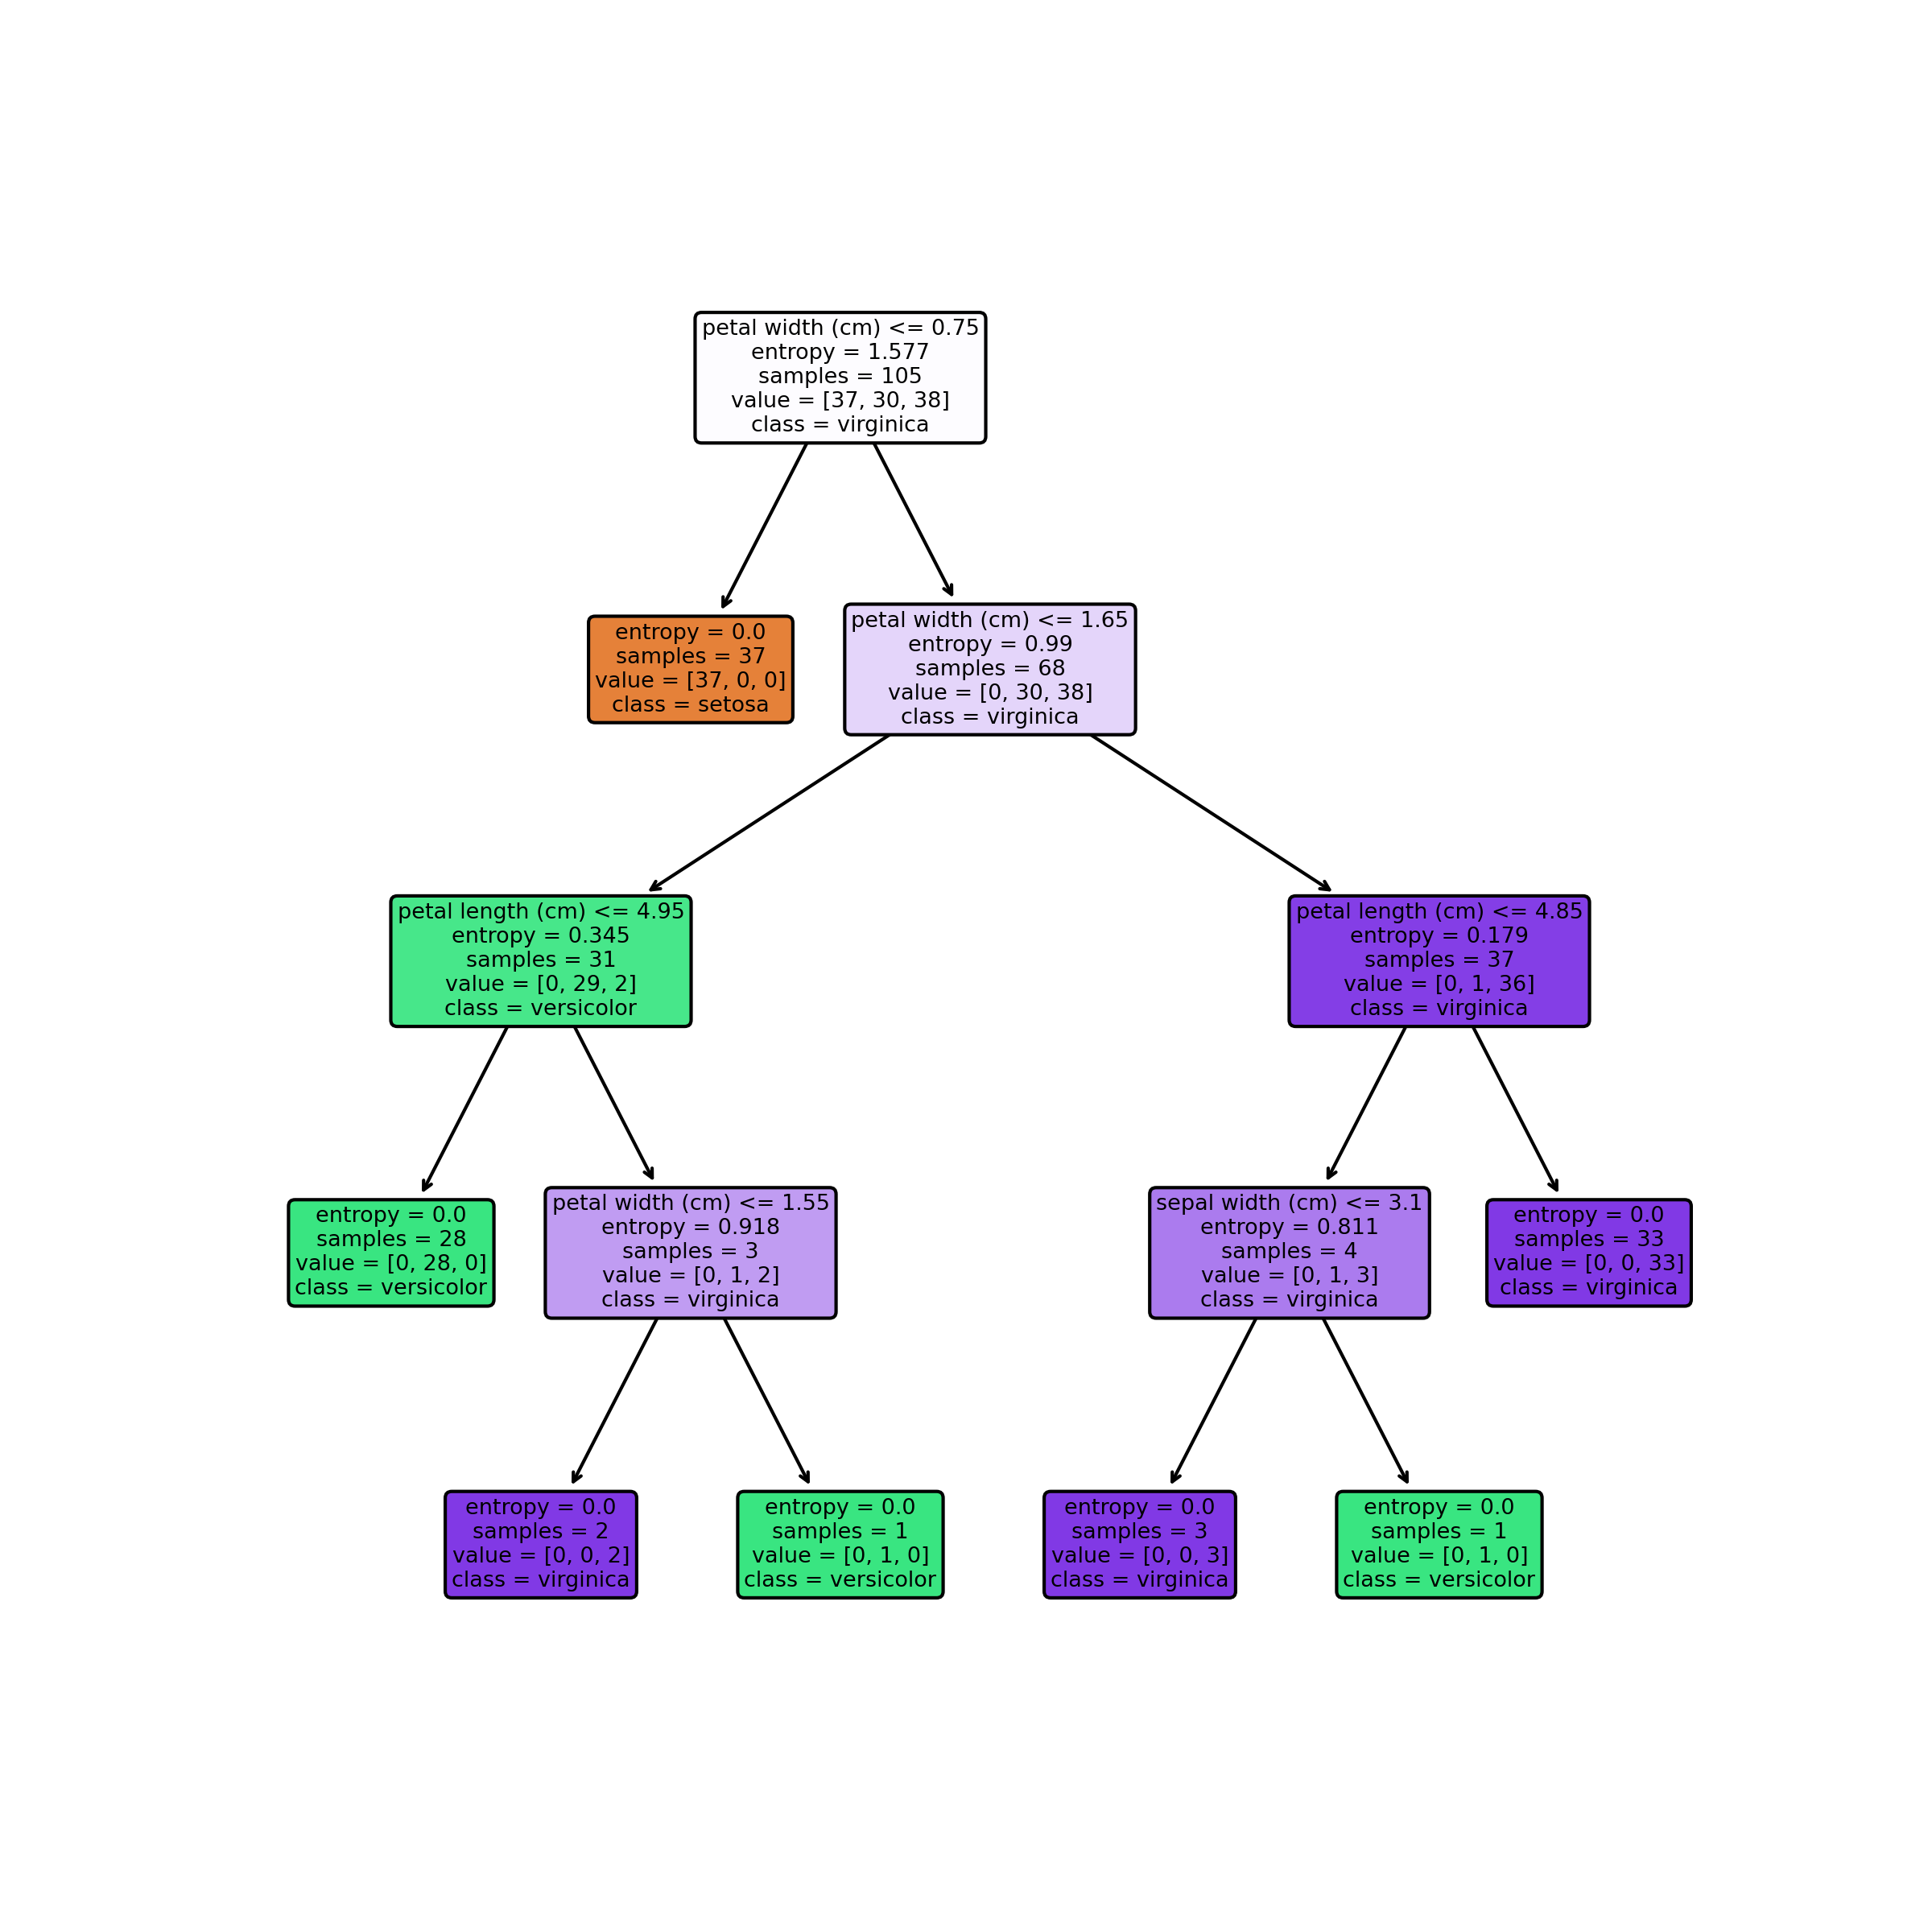 petal width (cm) <= 0.75
entropy = 1.577
samples = 105
value = [37, 30, 38]
class = virginica
entropy = 0.0
samples = 37
value = [37, 0, 0]
class = setosa
petal width (cm) <= 1.65
entropy = 0.99
samples = 68
value = [0, 30, 38]
class = virginica
petal length (cm) <= 4.95
entropy = 0.345
samples = 31
value = [0, 29, 2]
class = versicolor
petal length (cm) <= 4.85
entropy = 0.179
samples = 37
value = [0, 1, 36]
class = virginica
entropy = 0.0
samples = 28
value = [0, 28, 0]
class = versicolor
petal width (cm) <= 1.55
entropy = 0.918
samples = 3
value = [0, 1, 2]
class = virginica
sepal width (cm) <= 3.1
entropy = 0.811
samples = 4
value = [0, 1, 3]
class = virginica
entropy = 0.0
samples = 33
value = [0, 0, 33]
class = virginica
entropy = 0.0
samples = 2
value = [0, 0, 2]
class = virginica
entropy = 0.0
samples = 1
value = [0, 1, 0]
class = versicolor
entropy = 0.0
samples = 3
value = [0, 0, 3]
class = virginica
entropy = 0.0
samples = 1
value = [0, 1, 0]
class = versicolor